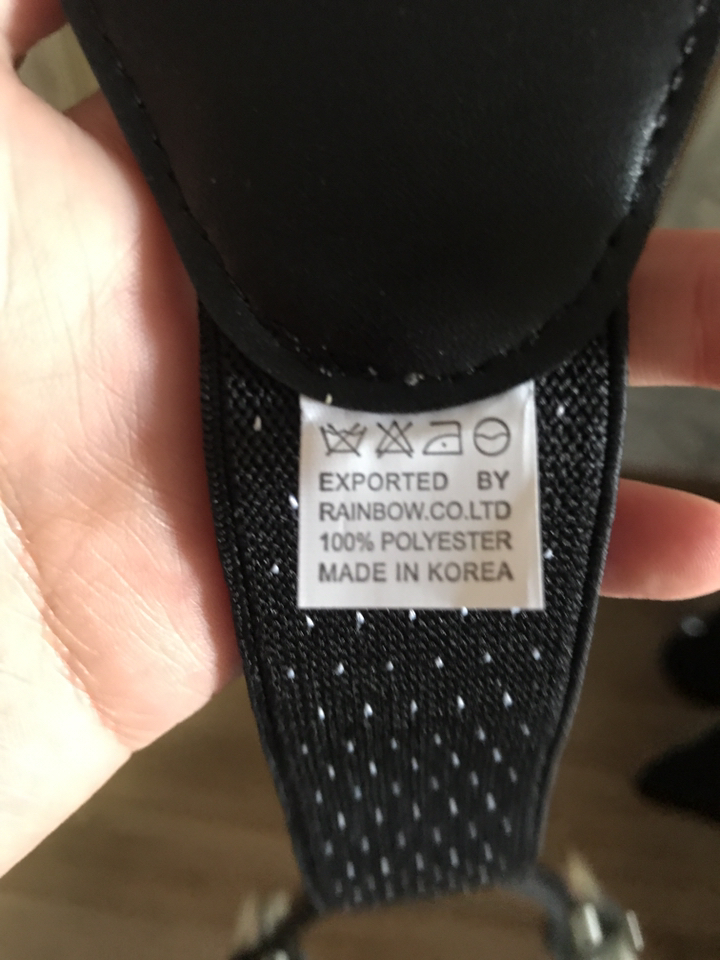 EXPORTED BY
RAINBOW.CO.LTD
100% POLYESTER
MADE IN KOREA